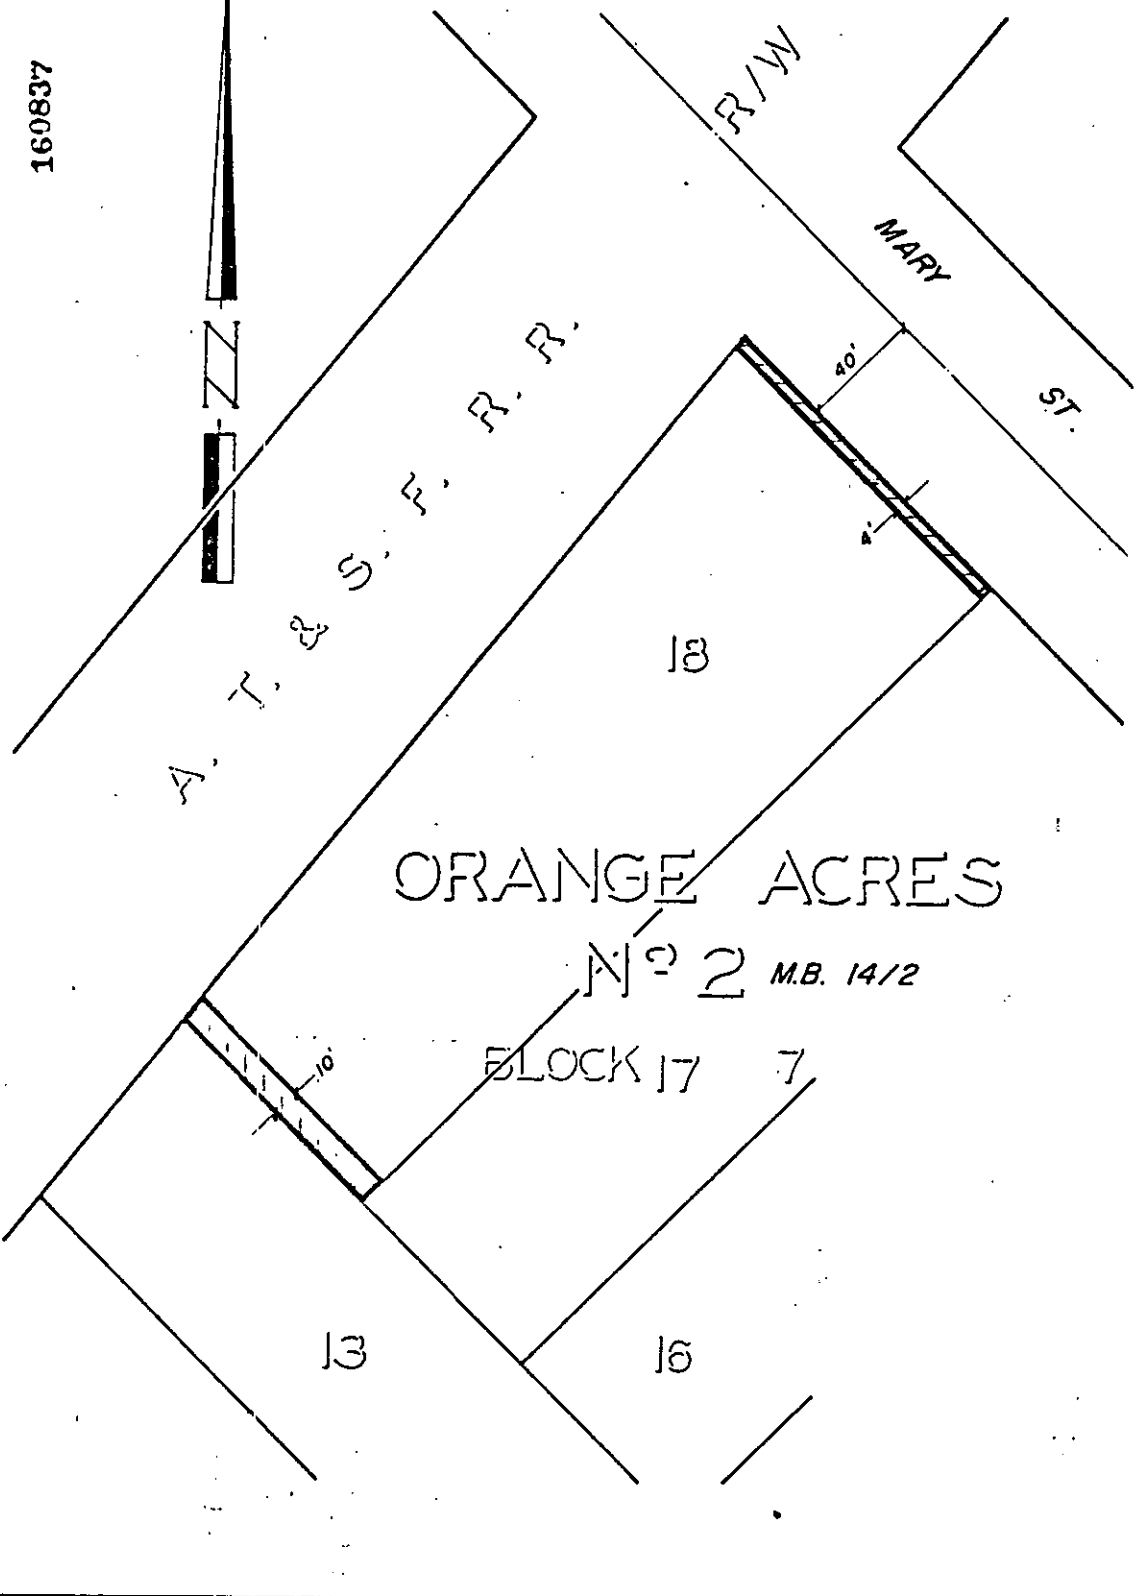 160837
N
R/W
MARY
ST.
40'
4'
A. T. & S. F. R. R.
18
ORANGE ACRES
Nº 2 M.B. 14/2
BLOCK 17 7
10'
13
16